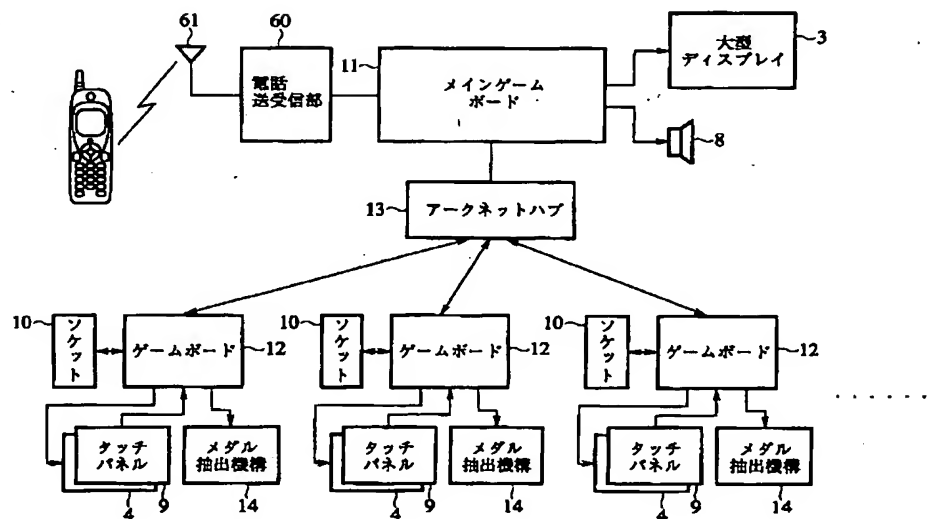 61
60
電話
送受信部
11
メインゲーム
ボード
大型
ディスプレイ
3
8
13
アークネットハブ
10
ソケット
ゲームボード
12
10
ソケット
ゲームボード
12
10
ソケット
ゲームボード
12
タッチ
パネル
メダル
抽出機構
タッチ
パネル
メダル
抽出機構
タッチ
パネル
メダル
抽出機構
4
9
14
4
9
14
4
9
14